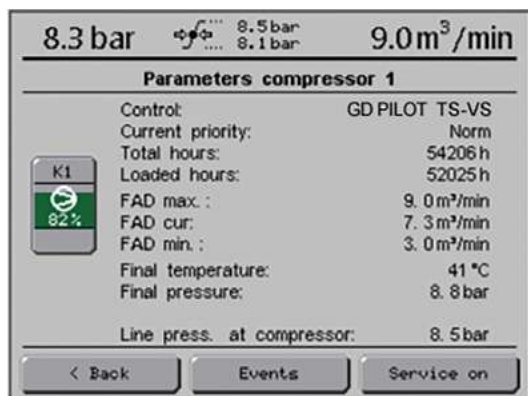 8.3 bar 8.5 bar 9.0 m³/min
8.1 bar
Parameters compressor 1
Control: GD PILOT TS-VS
Current priority: Norm
Total hours: 54206 h
Loaded hours: 52025 h
K1
82%
FAD max. : 9. 0 m³/min
FAD cur: 7. 3 m³/min
FAD min. : 3. 0 m³/min
Final temperature: 41 °C
Final pressure: 8. 8 bar
Line press. at compressor: 8. 5 bar
< Back Events Service on